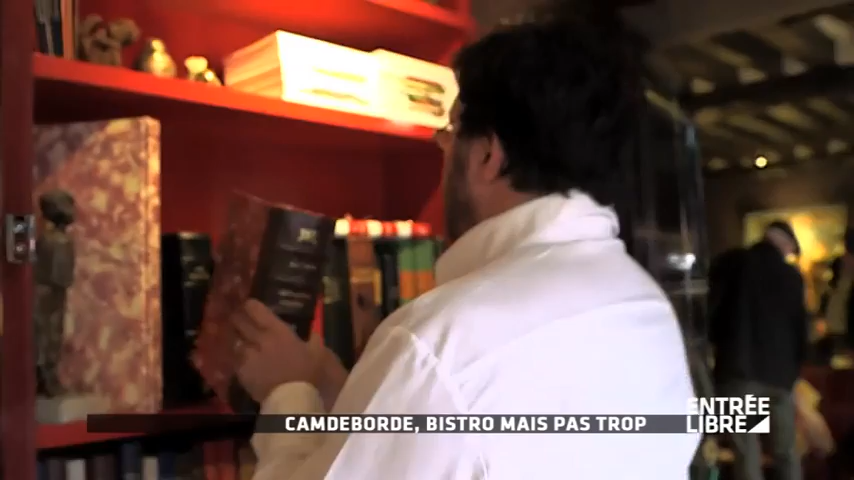 CAMDEBORDE, BISTRO MAIS PAS TROP
ENTRÉE
LIBRE